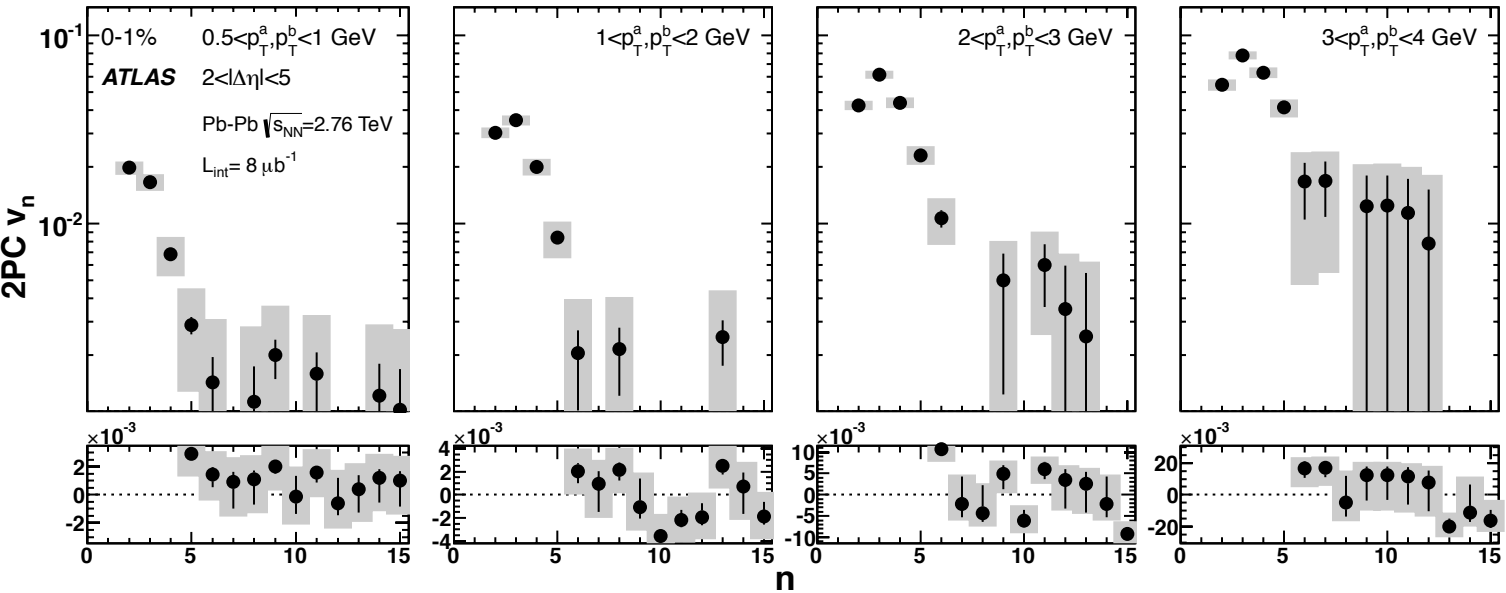 10⁻¹ 0-1% 0.5<p_T^a,p_T^b<1 GeV 1<p_T^a,p_T^b<2 GeV 2<p_T^a,p_T^b<3 GeV 3<p_T^a,p_T^b<4 GeV
ATLAS 2<|Δη|<5
Pb-Pb √s_NN=2.76 TeV
L_int= 8 μb⁻¹
10⁻²
2PC v_n
×10⁻³ ×10⁻³ ×10⁻³ ×10⁻³
2 0 -2
4 2 0 -2 -4
10 5 0 -5 -10
20 0 -20
0 5 10 15 0 5 10 15 0 5 10 15 0 5 10 15
n